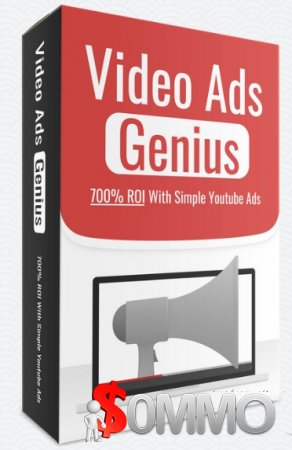 Video Ads
Genius
700% ROI With Simple Youtube Ads
Video Ads Genius
700% ROI With Simple Youtube Ads
$OMMO